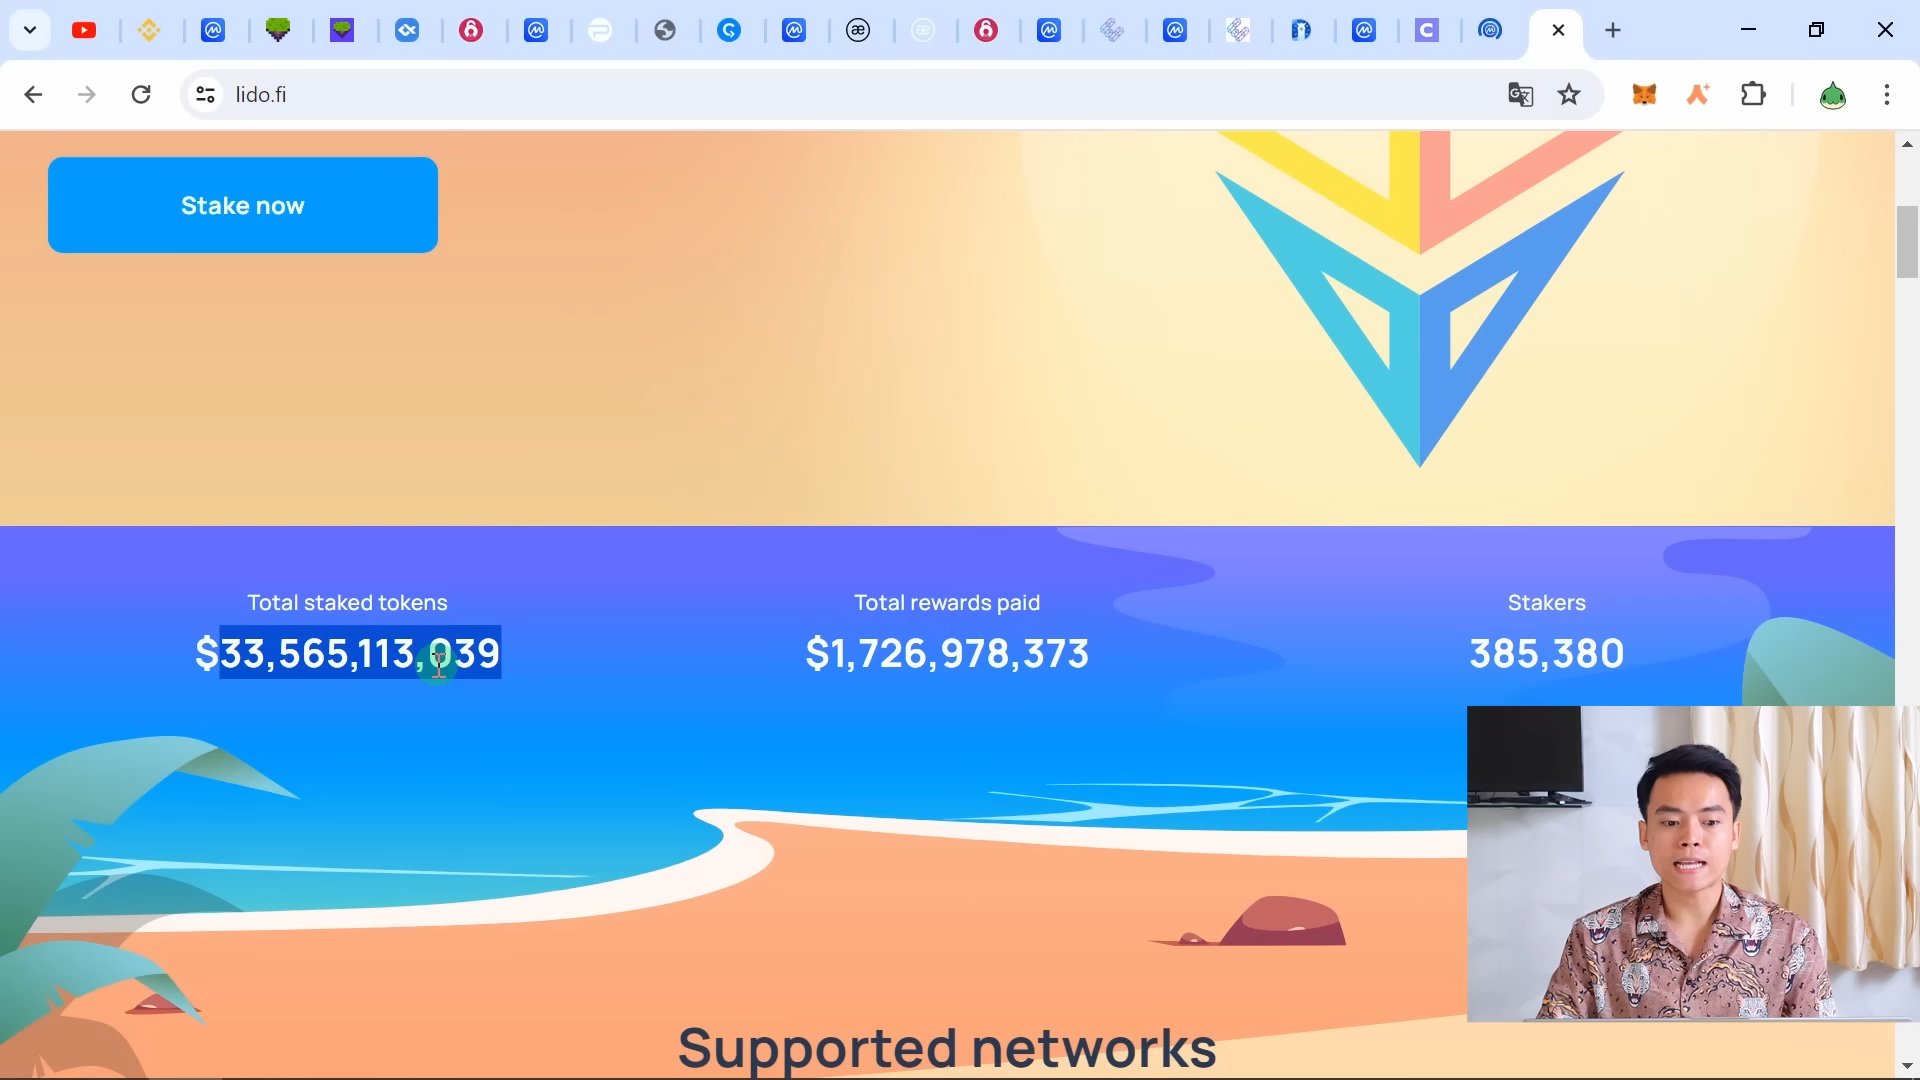 lido.fi
Stake now
Total staked tokens
$33,565,113,039
Total rewards paid
$1,726,978,373
Stakers
385,380
Supported networks